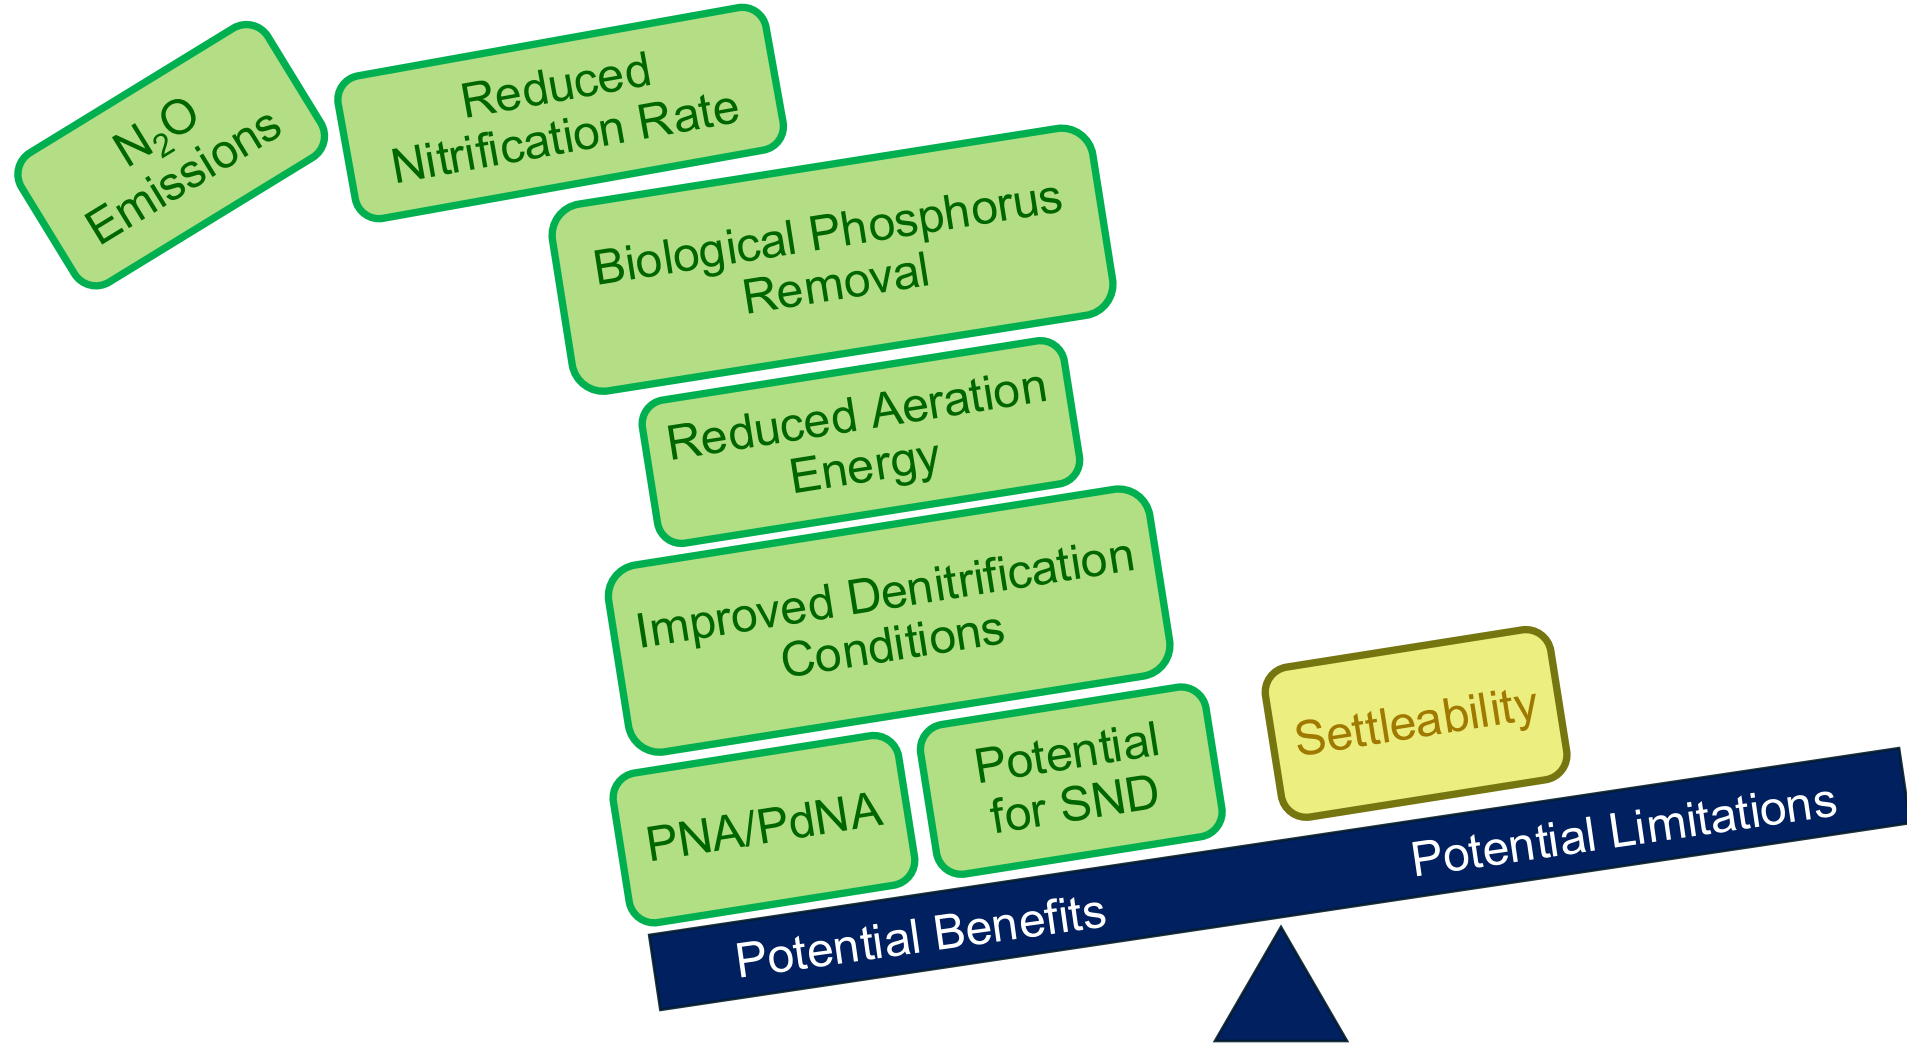 N₂O
Emissions
Reduced
Nitrification Rate
Biological Phosphorus
Removal
Reduced Aeration
Energy
Improved Denitrification
Conditions
PNA/PdNA
Potential
for SND
Settleability
Potential Benefits
Potential Limitations